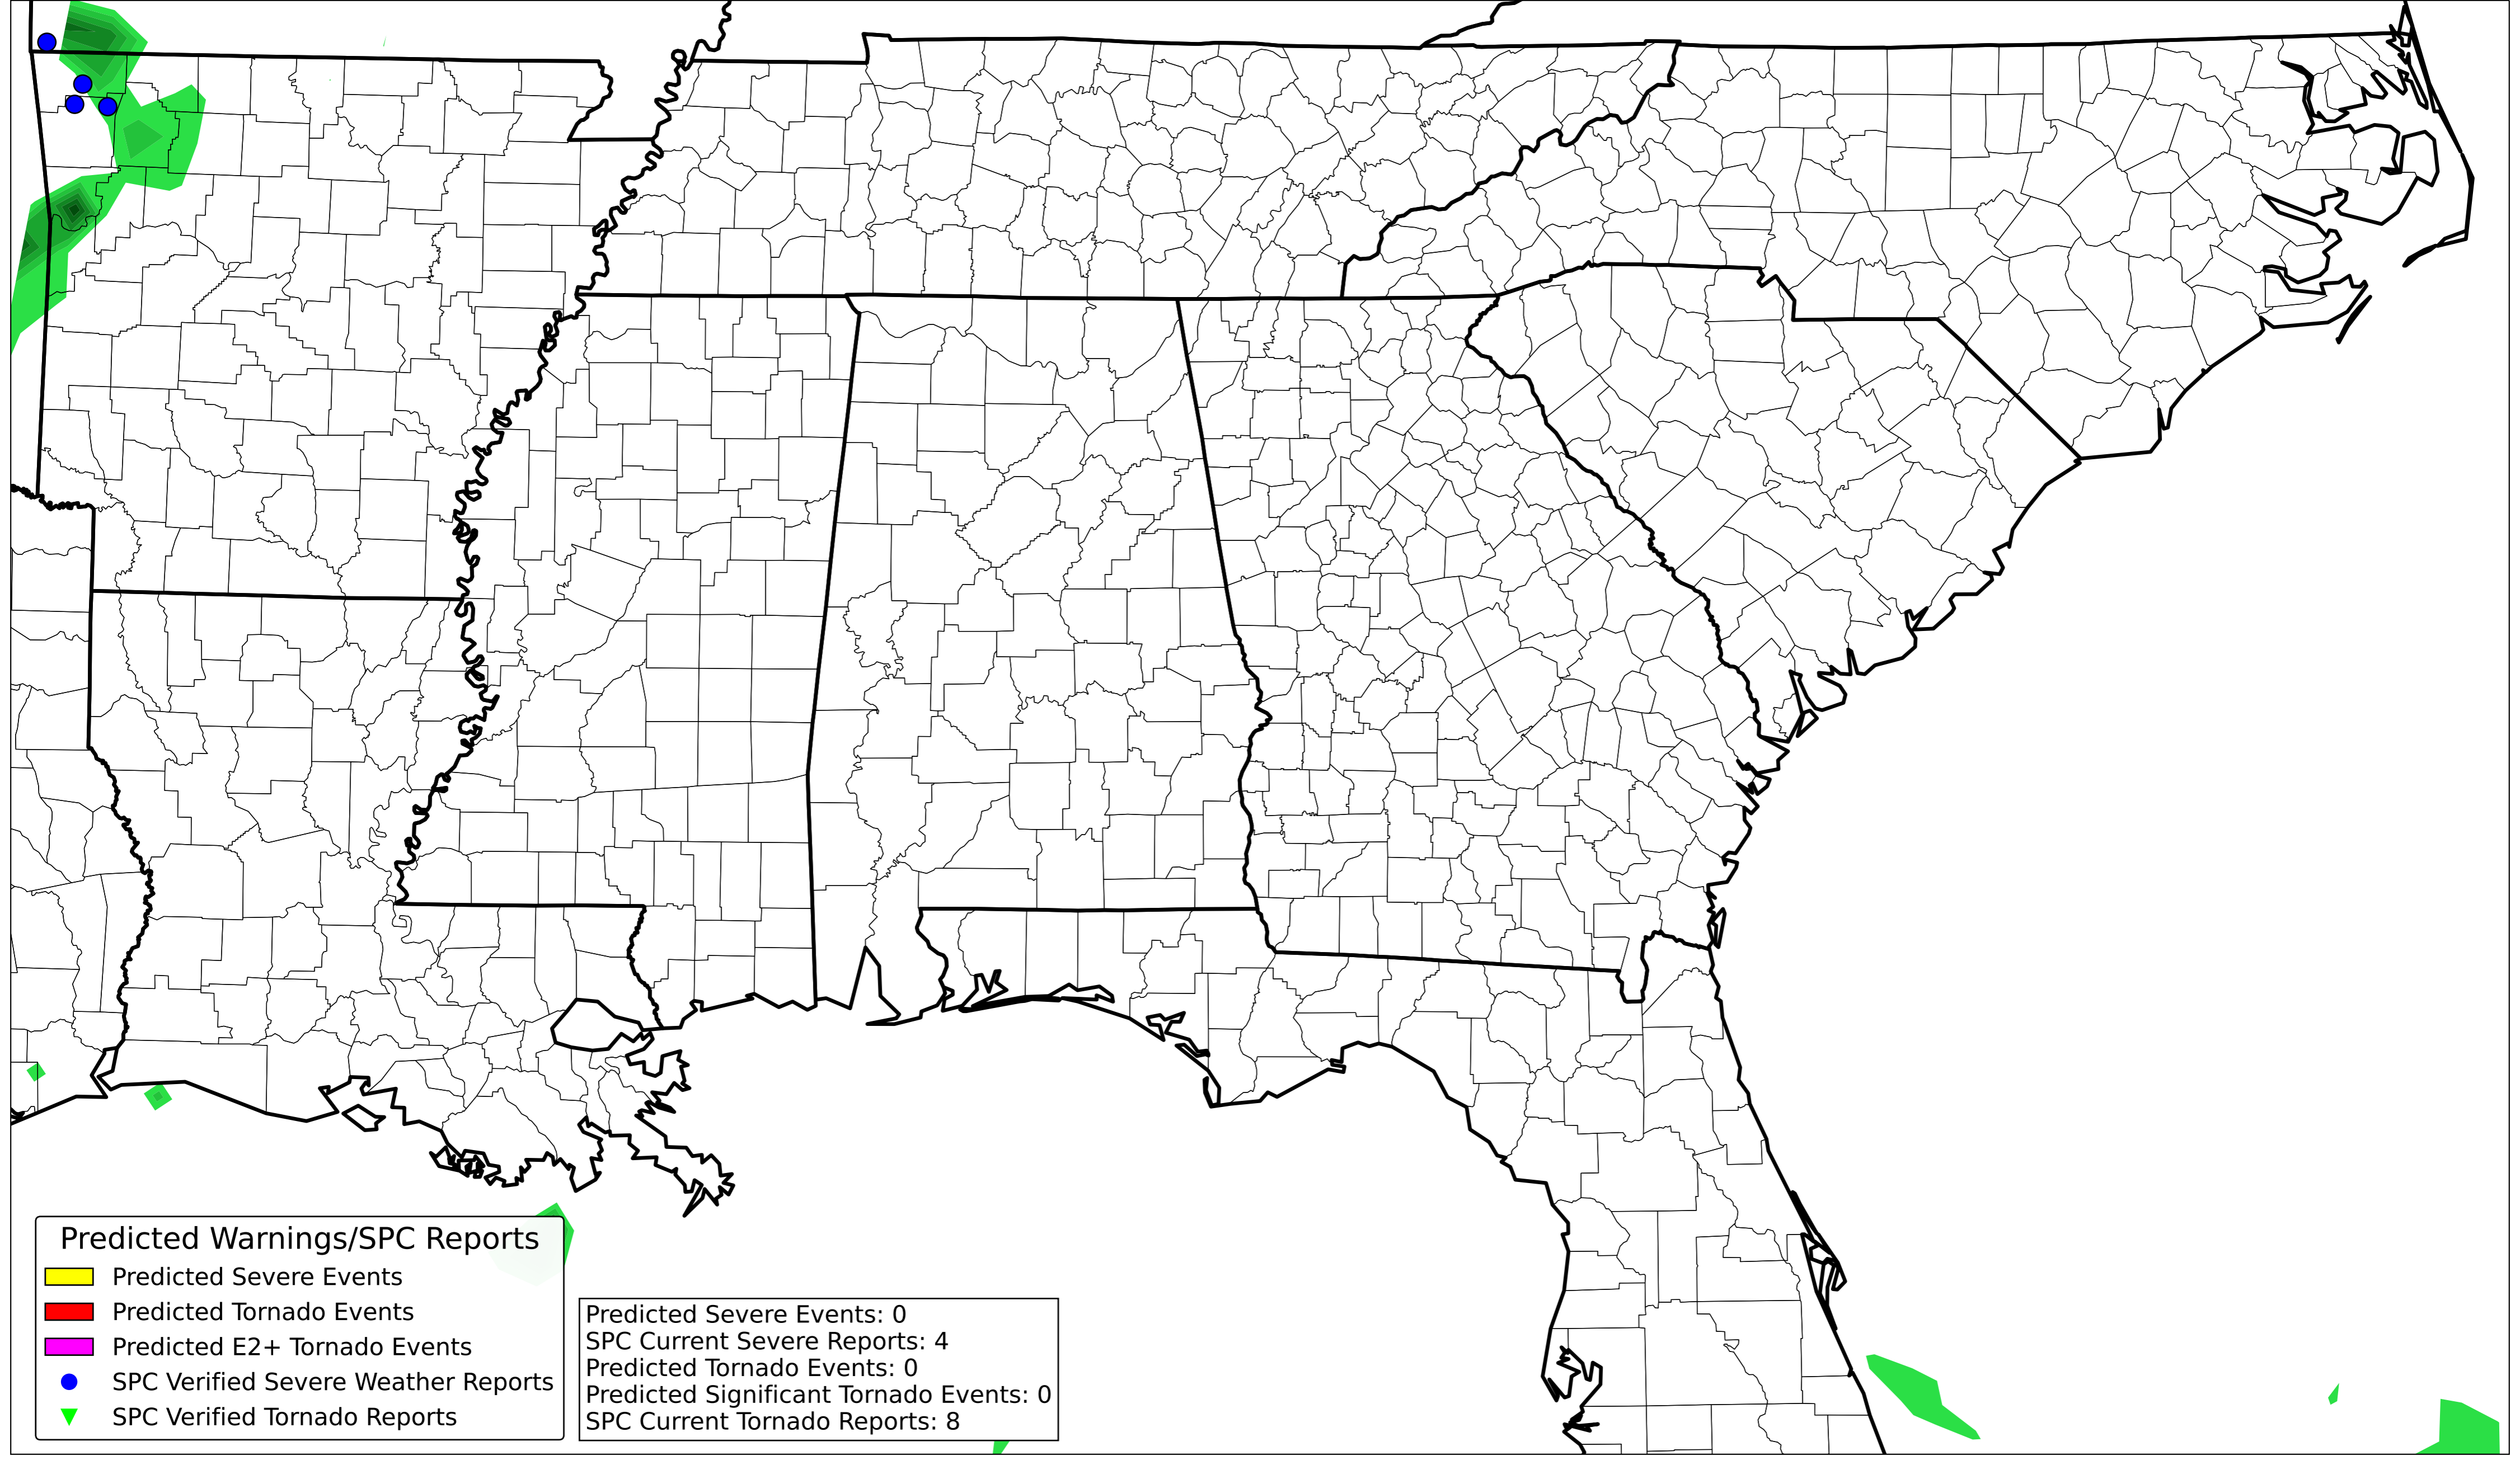 Predicted Warnings/SPC Reports
Predicted Severe Events
Predicted Tornado Events
Predicted E2+ Tornado Events
SPC Verified Severe Weather Reports
SPC Verified Tornado Reports
Predicted Severe Events: 0
SPC Current Severe Reports: 4
Predicted Tornado Events: 0
Predicted Significant Tornado Events: 0
SPC Current Tornado Reports: 8